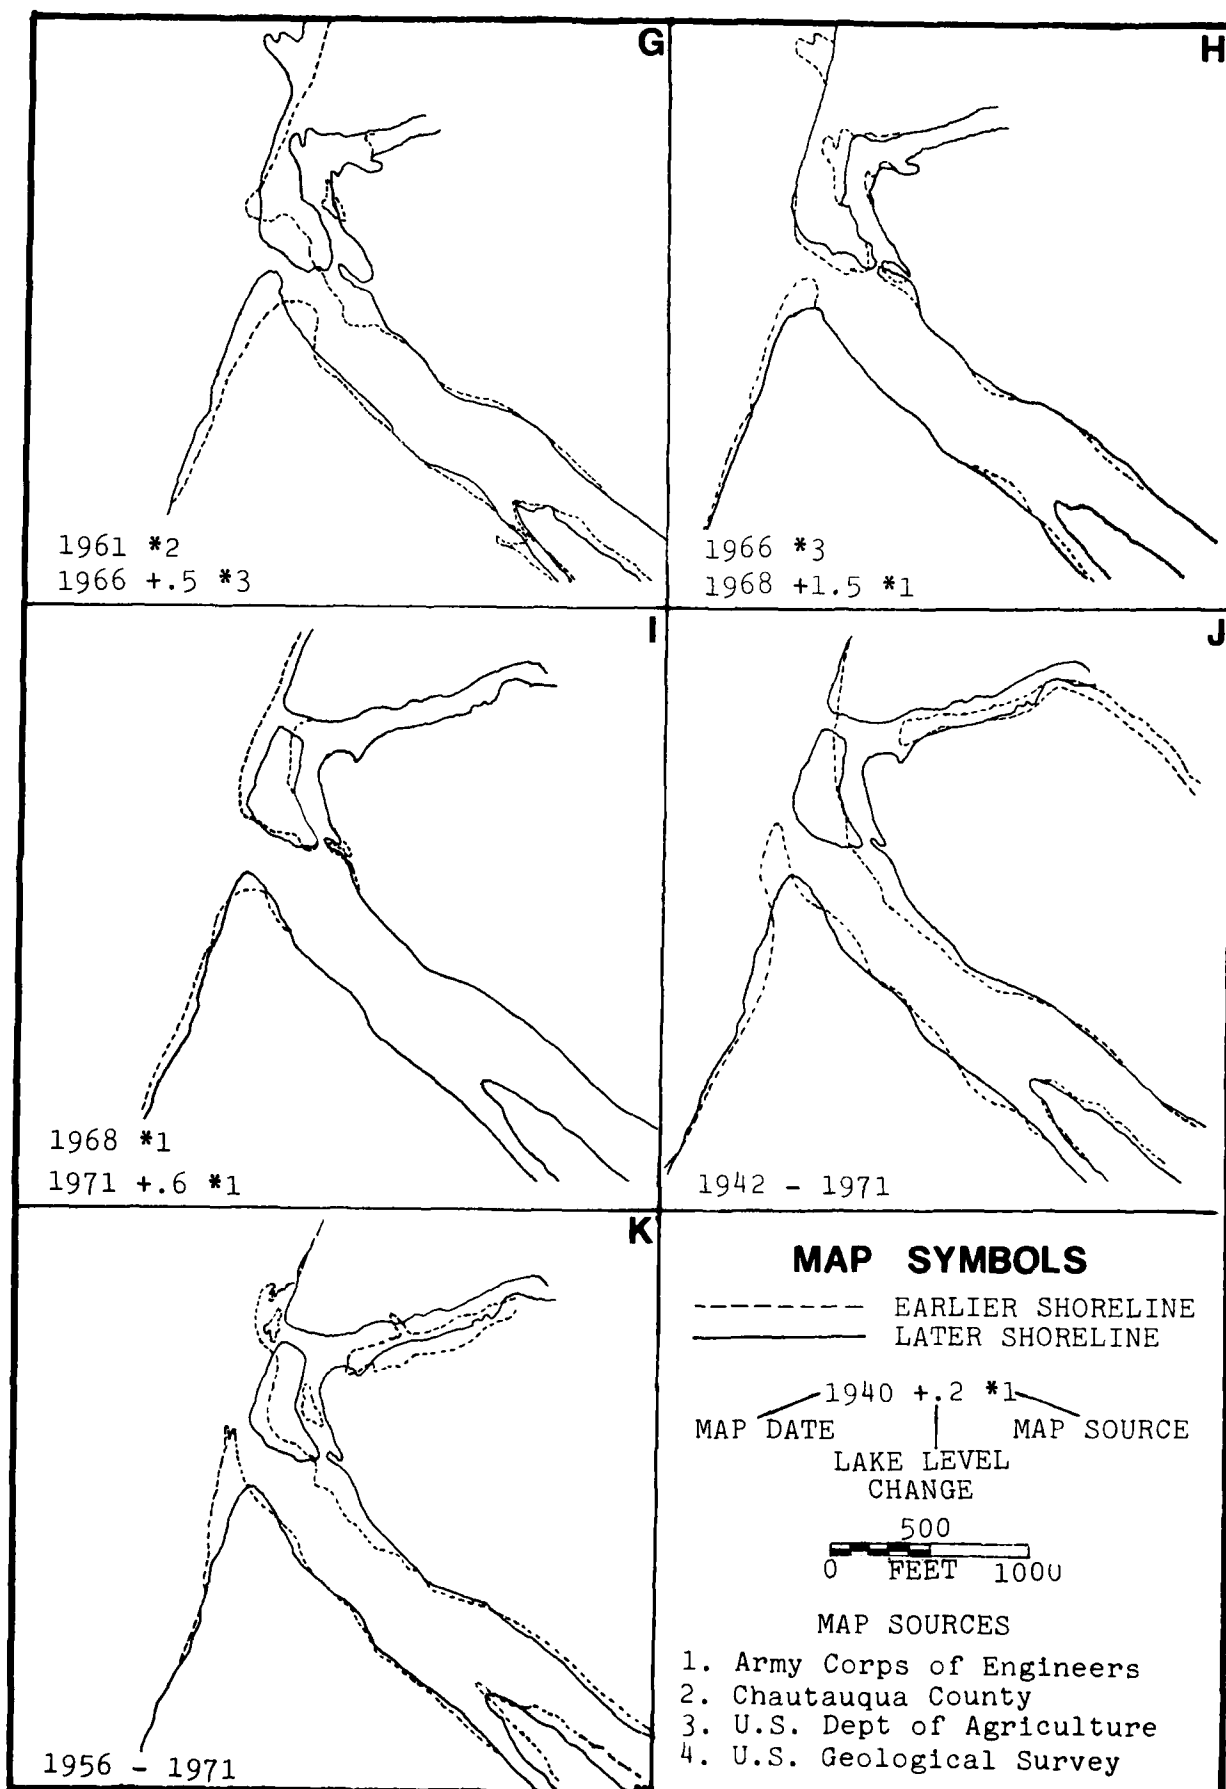 G
1961 *2
1966 +.5 *3
H
1966 *3
1968 +1.5 *1
I
1968 *1
1971 +.6 *1
J
1942 - 1971
K
1956 - 1971
MAP SYMBOLS
EARLIER SHORELINE
LATER SHORELINE
1940 +.2 *1
MAP DATE MAP SOURCE
LAKE LEVEL
CHANGE
500
0 FEET 1000
MAP SOURCES
1. Army Corps of Engineers
2. Chautauqua County
3. U.S. Dept of Agriculture
4. U.S. Geological Survey